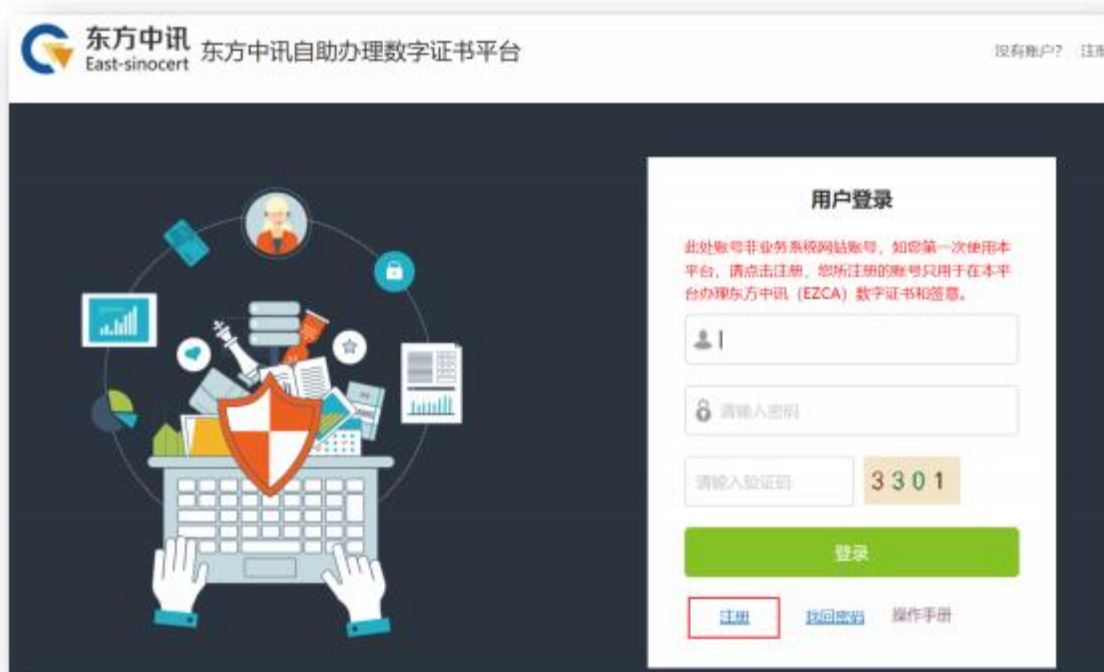 东方中讯
East-sinocert
东方中讯自助办理数字证书平台
没有账户? 注册
用户登录
此处账号非业务系统网站账号，如您第一次使用本
平台，请点击注册，您所注册的账号只用于在本平
台办理东方中讯（EZCA）数字证书和签章。
请输入密码
请输入验证码
3301
登录
注册
找回密码
操作手册